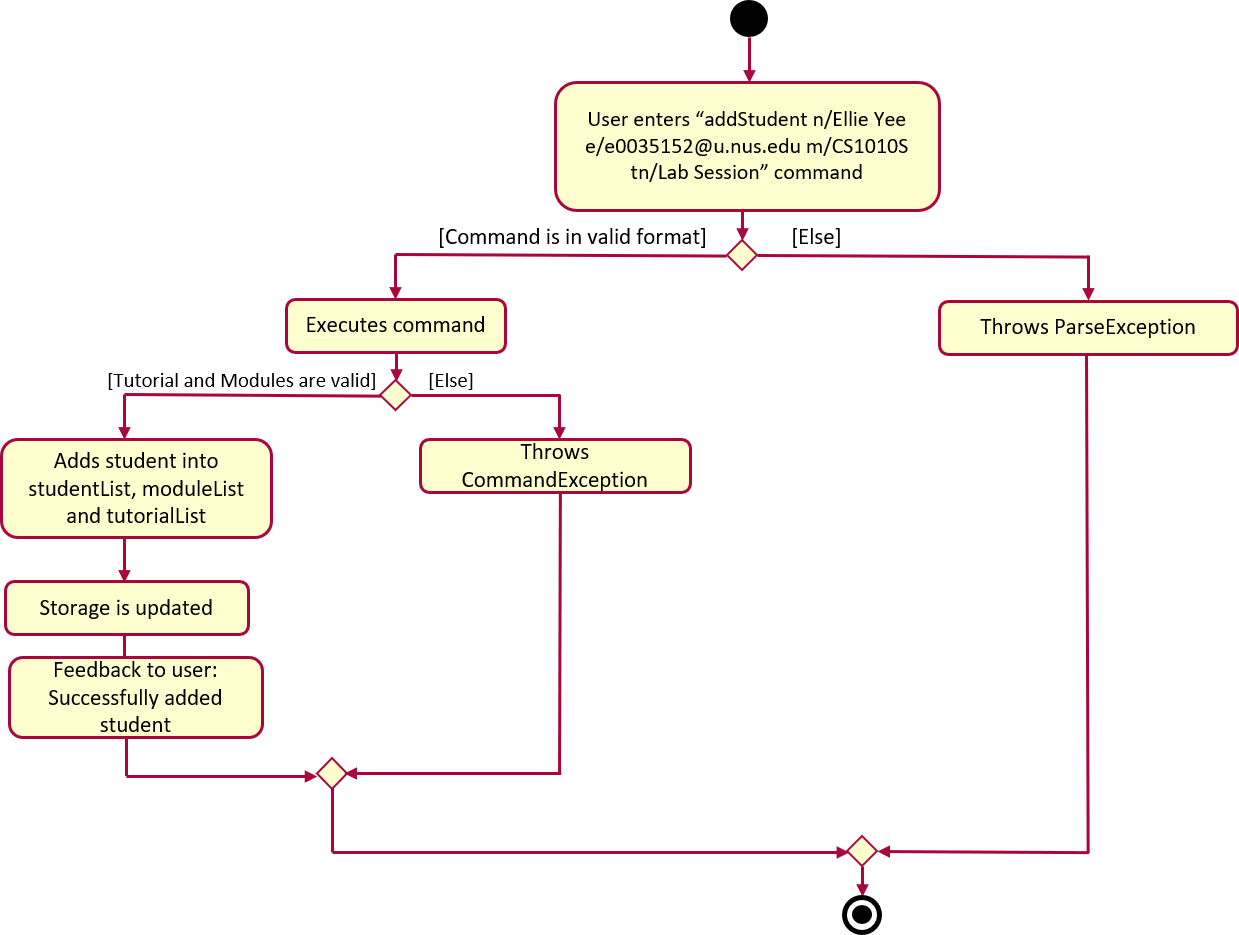 User enters “addStudent n/Ellie Yee
e/e0035152@u.nus.edu m/CS1010S
tn/Lab Session” command
[Command is in valid format]
[Else]
Executes command
Throws ParseException
[Tutorial and Modules are valid]
[Else]
Adds student into
studentList, moduleList
and tutorialList
Throws
CommandException
Storage is updated
Feedback to user:
Successfully added
student